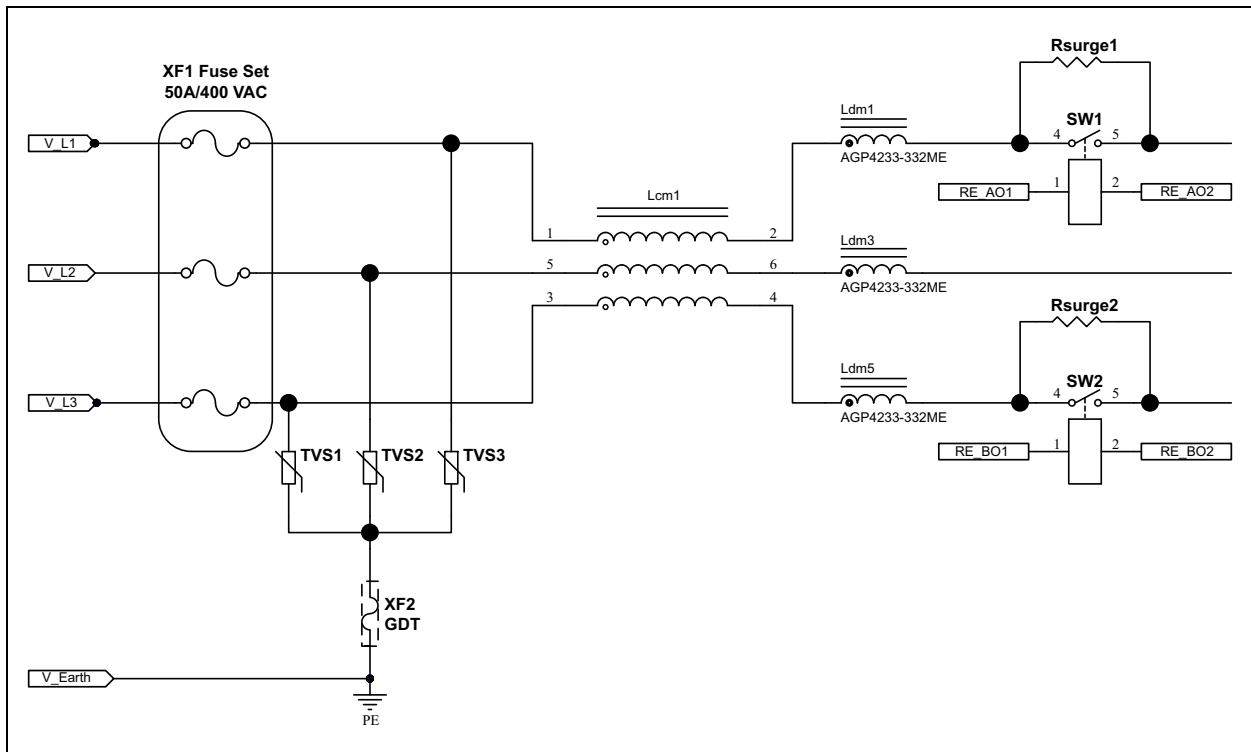 XF1 Fuse Set
50A/400 VAC
V_L1
V_L2
V_L3
TVS1
TVS2
TVS3
XF2
GDT
V_Earth
PE
Lcm1
1
2
5
6
3
4
Ldm1
AGP4233-332ME
Ldm3
AGP4233-332ME
Ldm5
AGP4233-332ME
Rsurge1
SW1
4
5
RE_AO1
1
2
RE_AO2
Rsurge2
SW2
4
5
RE_BO1
1
2
RE_BO2